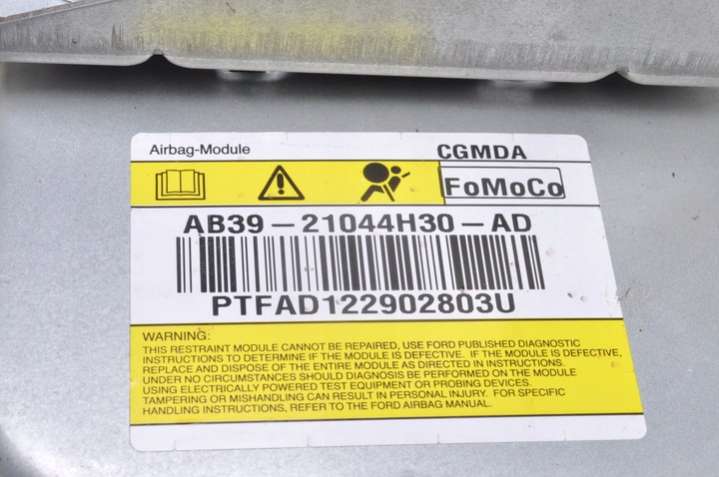 Airbag-Module CGMDA
FoMoCo
AB39-21044H30-AD
PTFAD122902803U
WARNING:
THIS RESTRAINT MODULE CANNOT BE REPAIRED, USE FORD PUBLISHED DIAGNOSTIC
INSTRUCTIONS TO DETERMINE IF THE MODULE IS DEFECTIVE. IF THE MODULE IS DEFECTIVE,
REPLACE AND DISPOSE OF THE ENTIRE MODULE AS DIRECTED IN INSTRUCTIONS.
UNDER NO CIRCUMSTANCES SHOULD DIAGNOSIS BE PERFORMED ON THE MODULE
USING ELECTRICALLY POWERED TEST EQUIPMENT OR PROBING DEVICES.
TAMPERING OR MISHANDLING CAN RESULT IN PERSONAL INJURY. FOR SPECIFIC
HANDLING INSTRUCTIONS, REFER TO THE FORD AIRBAG MANUAL.